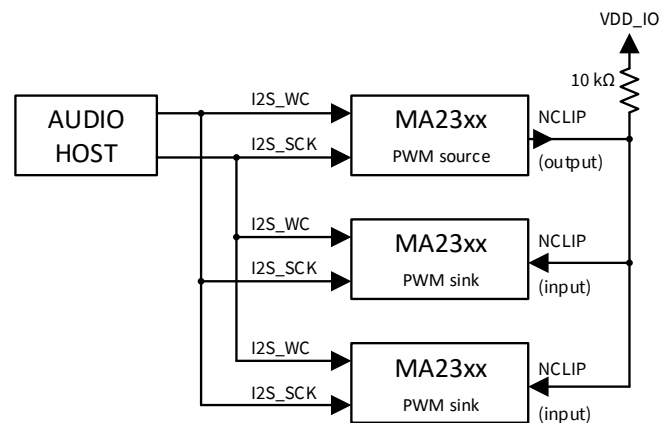 VDD_IO
10 kΩ
AUDIO
HOST
I2S_WC
I2S_SCK
MA23xx
PWM source
NCLIP
(output)
I2S_WC
I2S_SCK
MA23xx
PWM sink
NCLIP
(input)
I2S_WC
I2S_SCK
MA23xx
PWM sink
NCLIP
(input)